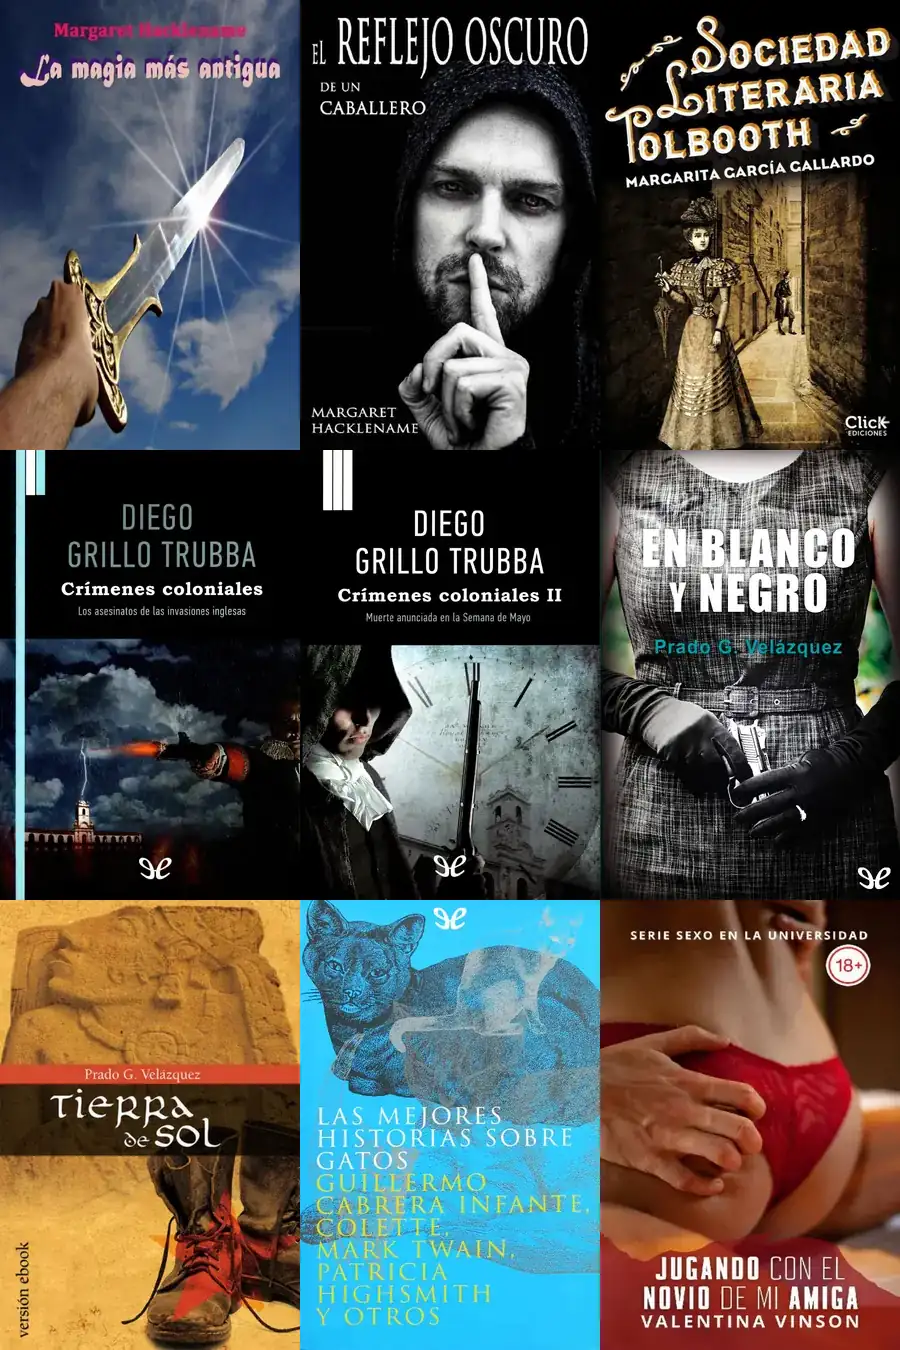 Margaret Hacklename
La magia más antigua
EL REFLEJO OSCURO
DE UN
CABALLERO
MARGARET
HACKLENAME
SOCIEDAD
LITERARIA
TOLBOOTH
MARGARITA GARCÍA GALLARDO
Click
EDICIONES
DIEGO
GRILLO TRUBBA
Crímenes coloniales
Los asesinatos de las invasiones inglesas
DIEGO
GRILLO TRUBBA
Crímenes coloniales II
Muerte anunciada en la Semana de Mayo
EN BLANCO
Y NEGRO
Prado G. Velázquez
Prado G. Velázquez
TIERRA
de SOL
versión ebook
LAS MEJORES
HISTORIAS SOBRE
GATOS
GUILLERMO
CABRERA INFANTE,
COLETTE,
MARK TWAIN,
PATRICIA
HIGHSMITH
Y OTROS
SERIE SEXO EN LA UNIVERSIDAD
18+
JUGANDO CON EL
NOVIO DE MI AMIGA
VALENTINA VINSON